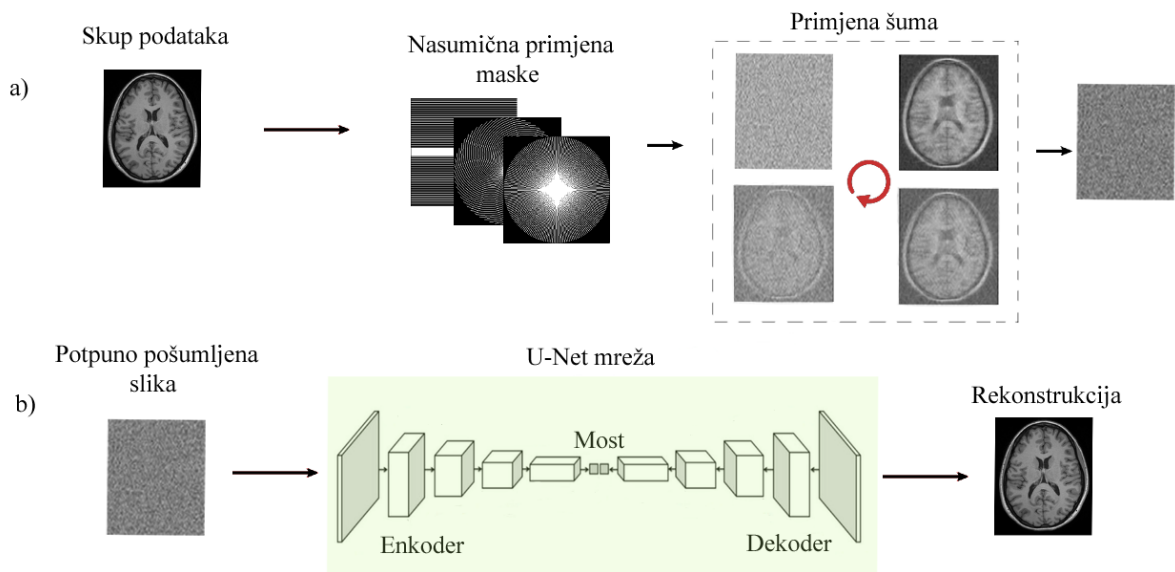 Skup podataka
Nasumična primjena
maske
Primjena šuma
a)
Potpuno pošumljena
slika
U-Net mreža
Rekonstrukcija
b)
Most
Enkoder
Dekoder